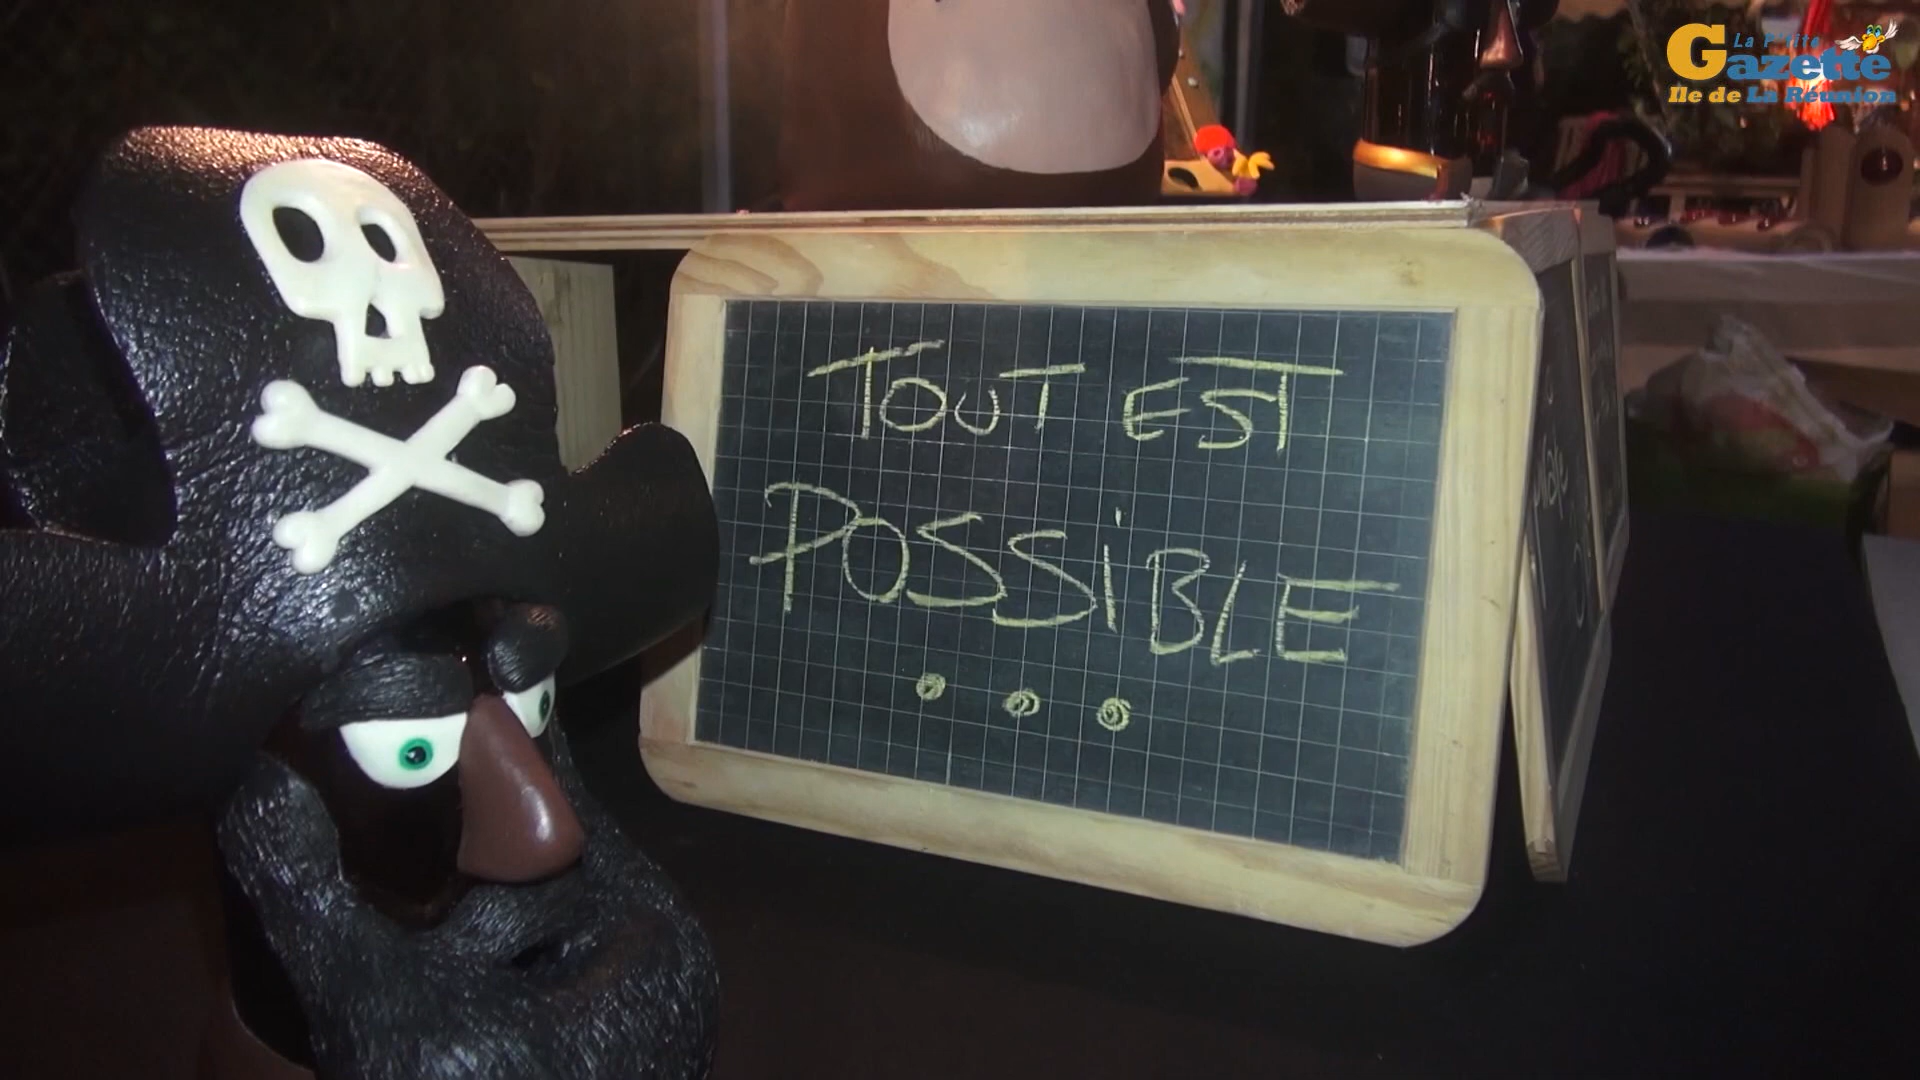 La P'tite
Gazette
Ile de La Réunion
TOUT EST
POSSiBLE
...